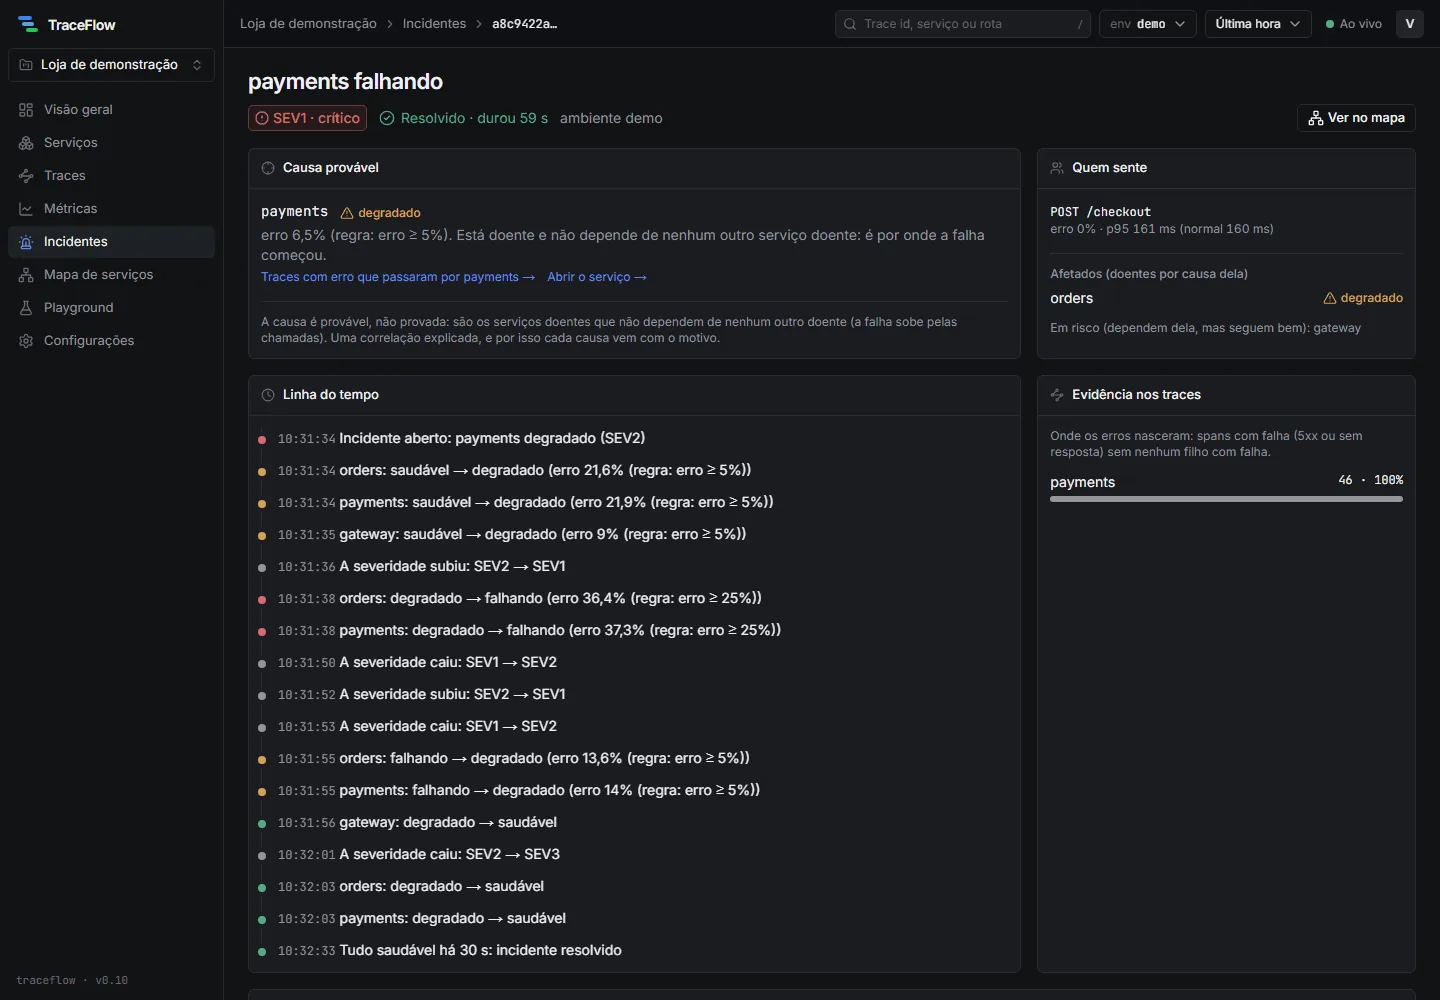 TraceFlow
Loja de demonstração
Visão geral
Serviços
Traces
Métricas
Incidentes
Mapa de serviços
Playground
Configurações
traceflow · v0.10
Loja de demonstração > Incidentes > a8c9422a…
Trace id, serviço ou rota /
env demo
Última hora
Ao vivo
V
payments falhando
SEV1 · crítico
Resolvido · durou 59 s
ambiente demo
Ver no mapa
Causa provável
payments degradado
erro 6,5% (regra: erro ≥ 5%). Está doente e não depende de nenhum outro serviço doente: é por onde a falha
começou.
Traces com erro que passaram por payments → Abrir o serviço →
A causa é provável, não provada: são os serviços doentes que não dependem de nenhum outro doente (a falha sobe pelas
chamadas). Uma correlação explicada, e por isso cada causa vem com o motivo.
Quem sente
POST /checkout
erro 0% · p95 161 ms (normal 160 ms)
Afetados (doentes por causa dela)
orders degradado
Em risco (dependem dela, mas seguem bem): gateway
Linha do tempo
10:31:34 Incidente aberto: payments degradado (SEV2)
10:31:34 orders: saudável → degradado (erro 21,6% (regra: erro ≥ 5%))
10:31:34 payments: saudável → degradado (erro 21,9% (regra: erro ≥ 5%))
10:31:35 gateway: saudável → degradado (erro 9% (regra: erro ≥ 5%))
10:31:36 A severidade subiu: SEV2 → SEV1
10:31:38 orders: degradado → falhando (erro 36,4% (regra: erro ≥ 25%))
10:31:38 payments: degradado → falhando (erro 37,3% (regra: erro ≥ 25%))
10:31:50 A severidade caiu: SEV1 → SEV2
10:31:52 A severidade subiu: SEV2 → SEV1
10:31:53 A severidade caiu: SEV1 → SEV2
10:31:55 orders: falhando → degradado (erro 13,6% (regra: erro ≥ 5%))
10:31:55 payments: falhando → degradado (erro 14% (regra: erro ≥ 5%))
10:31:56 gateway: degradado → saudável
10:32:01 A severidade caiu: SEV2 → SEV3
10:32:03 orders: degradado → saudável
10:32:03 payments: degradado → saudável
10:32:33 Tudo saudável há 30 s: incidente resolvido
Evidência nos traces
Onde os erros nasceram: spans com falha (5xx ou sem
resposta) sem nenhum filho com falha.
payments 46 · 100%